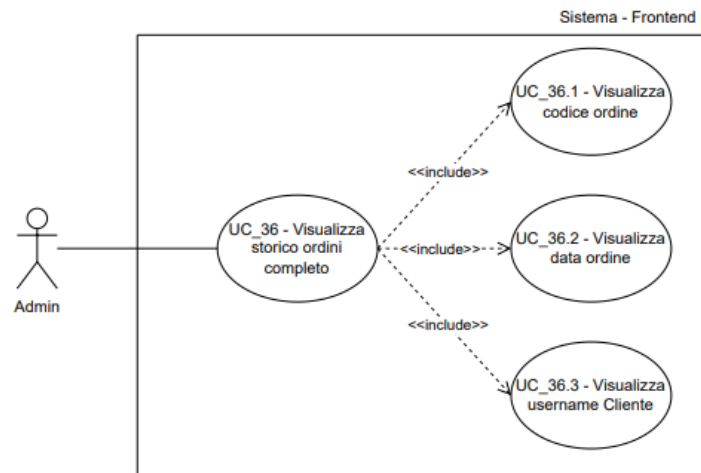 Sistema - Frontend
UC_36.1 - Visualizza
codice ordine
<<include>>
UC_36 - Visualizza
storico ordini
completo
<<include>>
UC_36.2 - Visualizza
data ordine
Admin
<<include>>
UC_36.3 - Visualizza
username Cliente